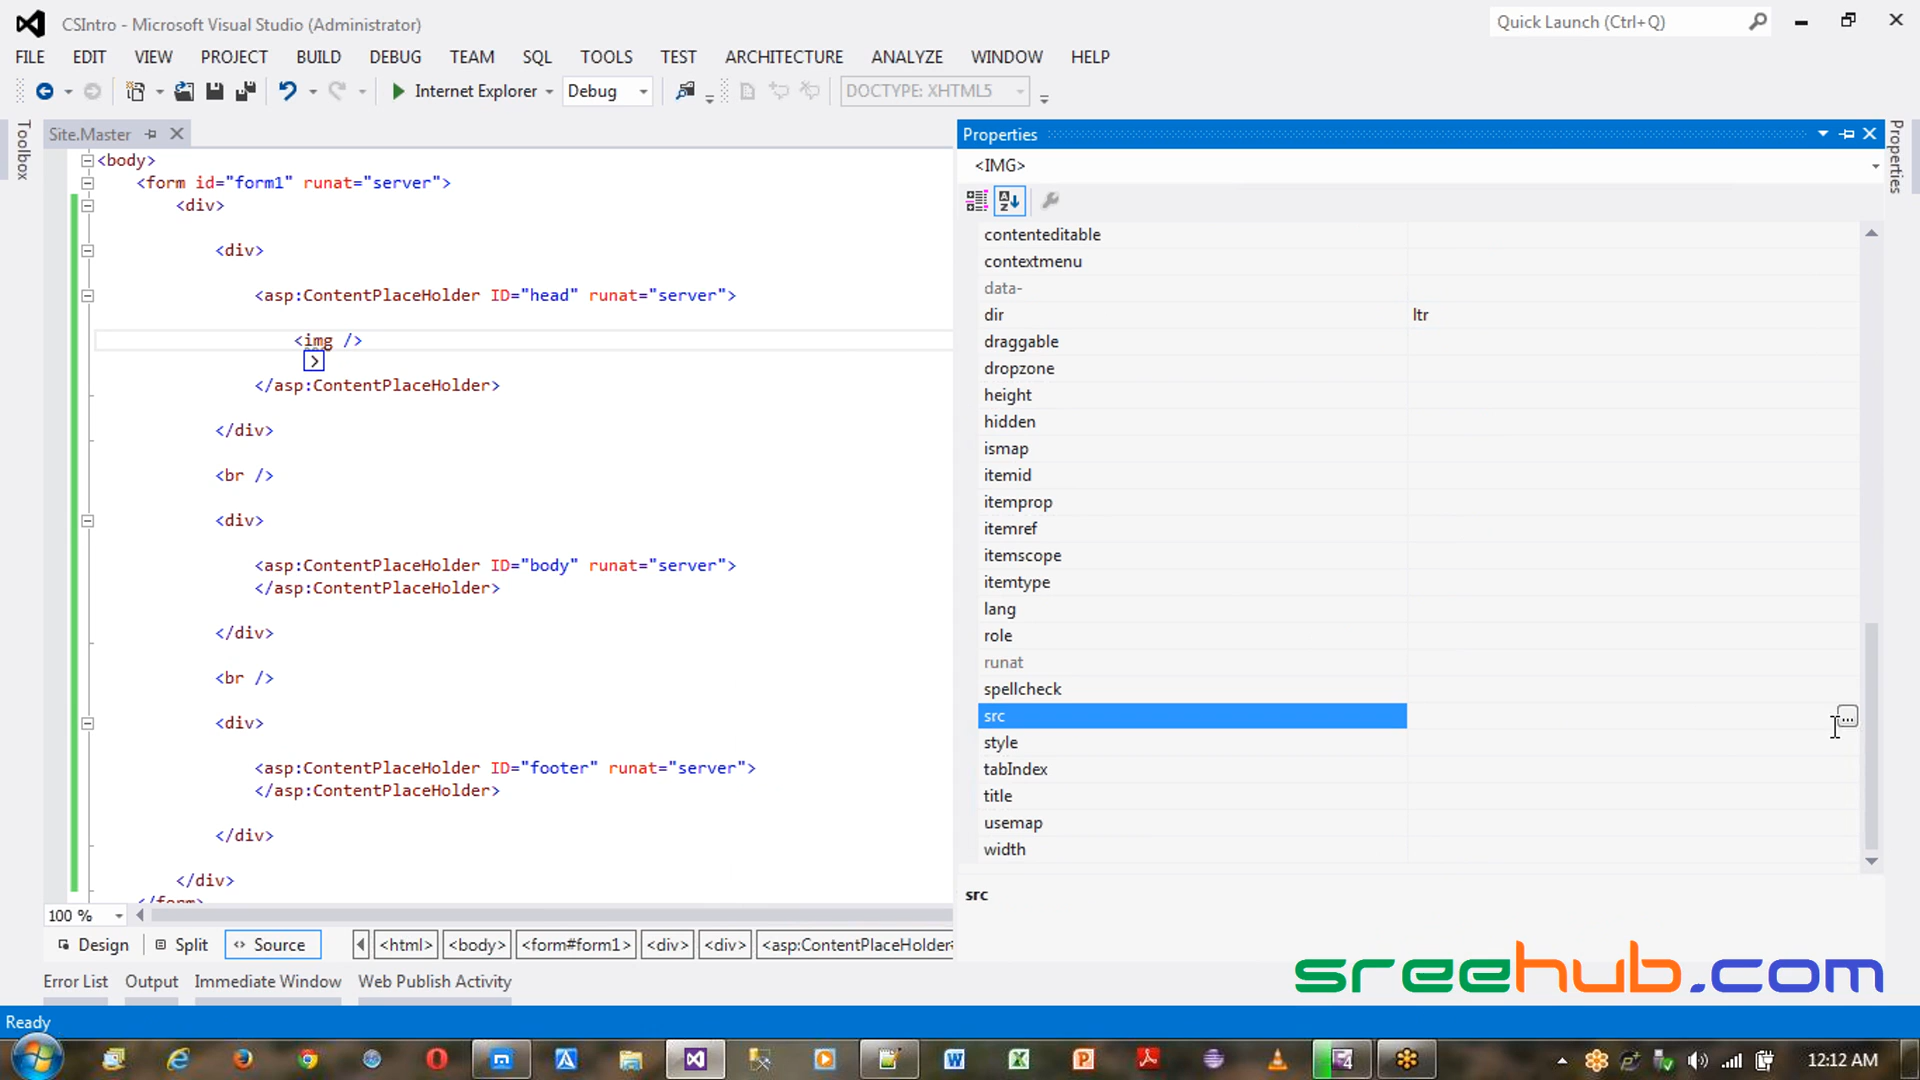 CSIntro - Microsoft Visual Studio (Administrator)
Quick Launch (Ctrl+Q)
FILE EDIT VIEW PROJECT BUILD DEBUG TEAM SQL TOOLS TEST ARCHITECTURE ANALYZE WINDOW HELP
Internet Explorer Debug DOCTYPE: XHTML5
Toolbox
Site.Master
<body>
<form id="form1" runat="server">
<div>
<div>
<asp:ContentPlaceHolder ID="head" runat="server">
<img />
</asp:ContentPlaceHolder>
</div>
<br />
<div>
<asp:ContentPlaceHolder ID="body" runat="server">
</asp:ContentPlaceHolder>
</div>
<br />
<div>
<asp:ContentPlaceHolder ID="footer" runat="server">
</asp:ContentPlaceHolder>
</div>
</div>
</form>
100 %
Design Split Source <html> <body> <form#form1> <div> <div> <asp:ContentPlaceHolder
Error List Output Immediate Window Web Publish Activity
Properties
<IMG>
contenteditable
contextmenu
data-
dir ltr
draggable
dropzone
height
hidden
ismap
itemid
itemprop
itemref
itemscope
itemtype
lang
role
runat
spellcheck
src ...
style
tabIndex
title
usemap
width
src
Properties
sreehub.com
Ready
12:12 AM